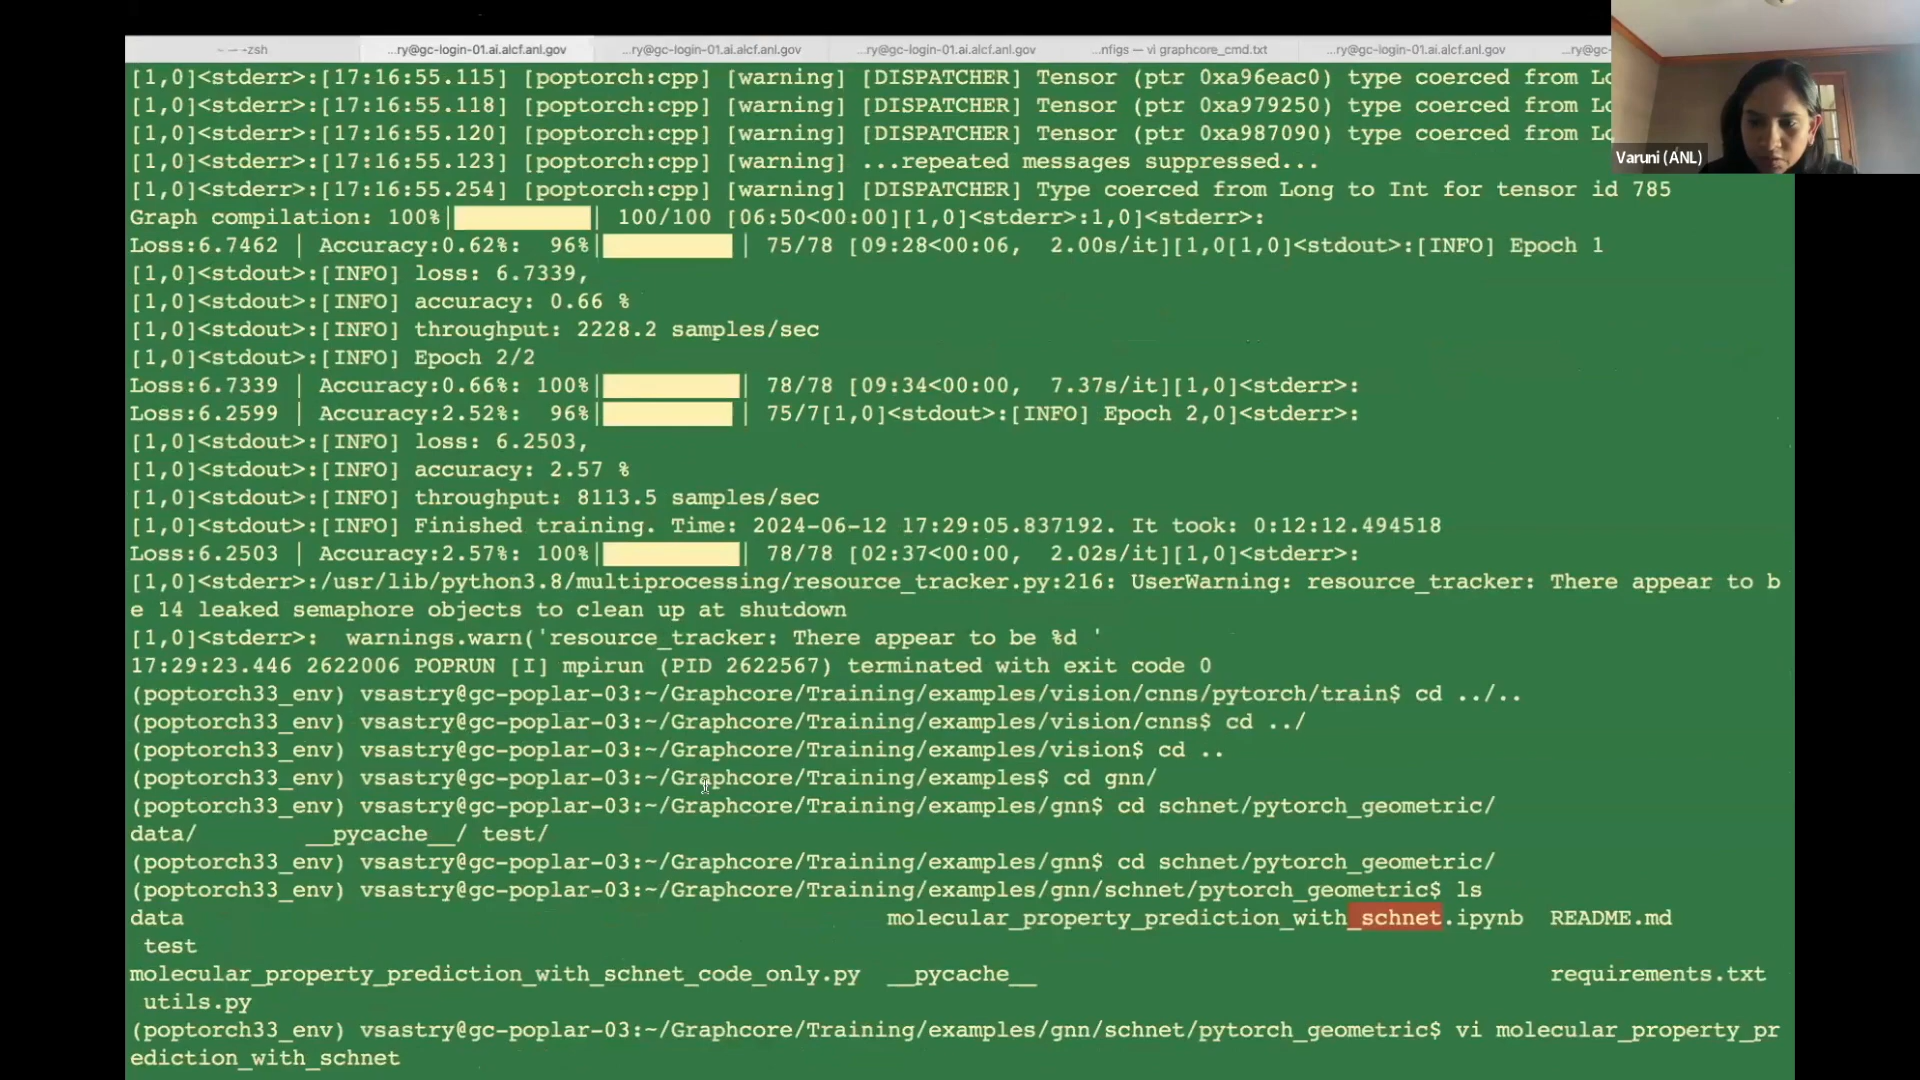 -zsh
...ry@gc-login-01.ai.alcf.anl.gov
...ry@gc-login-01.ai.alcf.anl.gov
...ry@gc-login-01.ai.alcf.anl.gov
...nfigs — vi graphcore_cmd.txt
...ry@gc-login-01.ai.alcf.anl.gov
...ry@gc-
[1,0]<stderr>:[17:16:55.115] [poptorch:cpp] [warning] [DISPATCHER] Tensor (ptr 0xa96eac0) type coerced from Lo
[1,0]<stderr>:[17:16:55.118] [poptorch:cpp] [warning] [DISPATCHER] Tensor (ptr 0xa979250) type coerced from Lo
[1,0]<stderr>:[17:16:55.120] [poptorch:cpp] [warning] [DISPATCHER] Tensor (ptr 0xa987090) type coerced from Lo
Varuni (ANL)
[1,0]<stderr>:[17:16:55.123] [poptorch:cpp] [warning] ...repeated messages suppressed...
[1,0]<stderr>:[17:16:55.254] [poptorch:cpp] [warning] [DISPATCHER] Type coerced from Long to Int for tensor id 785
Graph compilation: 100%| | 100/100 [06:50<00:00][1,0]<stderr>:1,0]<stderr>:
Loss:6.7462 | Accuracy:0.62%:  96%| | 75/78 [09:28<00:06,  2.00s/it][1,0[1,0]<stdout>:[INFO] Epoch 1
[1,0]<stdout>:[INFO] loss: 6.7339,
[1,0]<stdout>:[INFO] accuracy: 0.66 %
[1,0]<stdout>:[INFO] throughput: 2228.2 samples/sec
[1,0]<stdout>:[INFO] Epoch 2/2
Loss:6.7339 | Accuracy:0.66%: 100%| | 78/78 [09:34<00:00,  7.37s/it][1,0]<stderr>:
Loss:6.2599 | Accuracy:2.52%:  96%| | 75/7[1,0]<stdout>:[INFO] Epoch 2,0]<stderr>:
[1,0]<stdout>:[INFO] loss: 6.2503,
[1,0]<stdout>:[INFO] accuracy: 2.57 %
[1,0]<stdout>:[INFO] throughput: 8113.5 samples/sec
[1,0]<stdout>:[INFO] Finished training. Time: 2024-06-12 17:29:05.837192. It took: 0:12:12.494518
Loss:6.2503 | Accuracy:2.57%: 100%| | 78/78 [02:37<00:00,  2.02s/it][1,0]<stderr>:
[1,0]<stderr>:/usr/lib/python3.8/multiprocessing/resource_tracker.py:216: UserWarning: resource_tracker: There appear to b
e 14 leaked semaphore objects to clean up at shutdown
[1,0]<stderr>:  warnings.warn('resource_tracker: There appear to be %d '
17:29:23.446 2622006 POPRUN [I] mpirun (PID 2622567) terminated with exit code 0
(poptorch33_env) vsastry@gc-poplar-03:~/Graphcore/Training/examples/vision/cnns/pytorch/train$ cd ../..
(poptorch33_env) vsastry@gc-poplar-03:~/Graphcore/Training/examples/vision/cnns$ cd ../
(poptorch33_env) vsastry@gc-poplar-03:~/Graphcore/Training/examples/vision$ cd ..
(poptorch33_env) vsastry@gc-poplar-03:~/Graphcore/Training/examples$ cd gnn/
(poptorch33_env) vsastry@gc-poplar-03:~/Graphcore/Training/examples/gnn$ cd schnet/pytorch_geometric/
data/        __pycache__/ test/
(poptorch33_env) vsastry@gc-poplar-03:~/Graphcore/Training/examples/gnn$ cd schnet/pytorch_geometric/
(poptorch33_env) vsastry@gc-poplar-03:~/Graphcore/Training/examples/gnn/schnet/pytorch_geometric$ ls
data molecular_property_prediction_with_schnet.ipynb  README.md
test
molecular_property_prediction_with_schnet_code_only.py  __pycache__ requirements.txt
utils.py
(poptorch33_env) vsastry@gc-poplar-03:~/Graphcore/Training/examples/gnn/schnet/pytorch_geometric$ vi molecular_property_pr
ediction_with_schnet